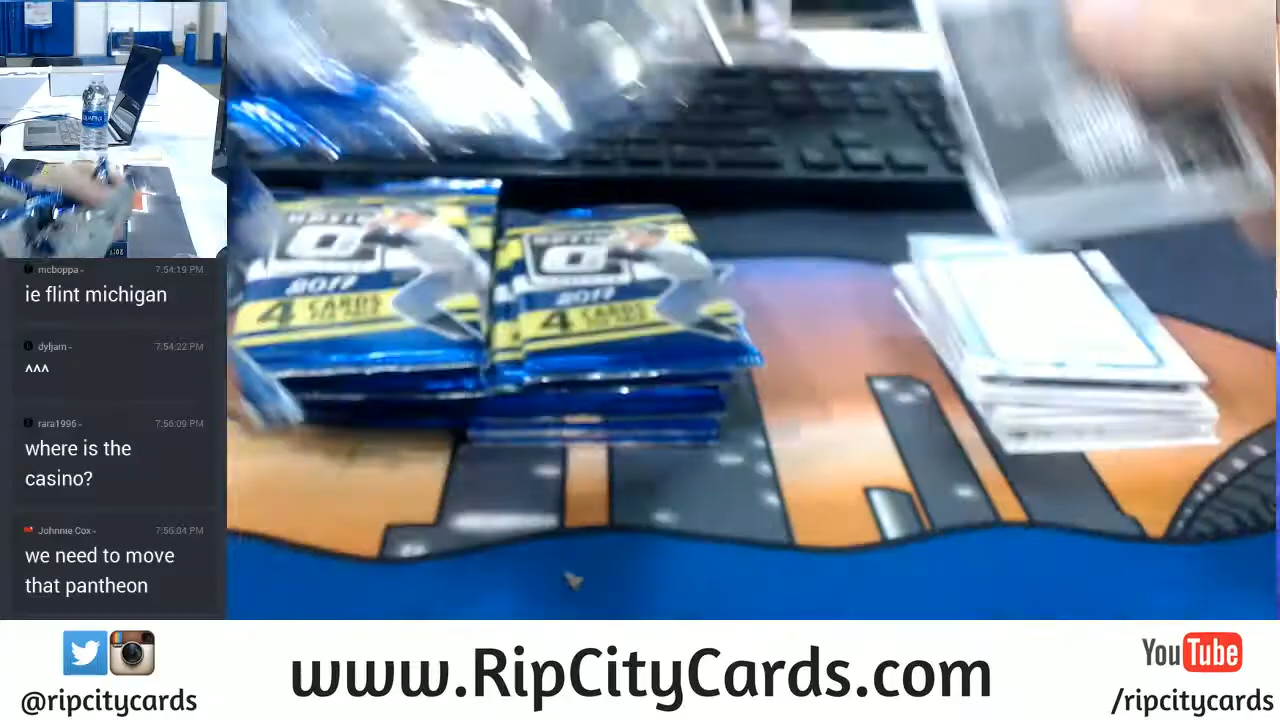 mcboppa- 7:54:19 PM
ie flint michigan
dyljam- 7:54:22 PM
^^^
rara1996- 7:56:09 PM
where is the
casino?
Johnnie Cox- 7:56:04 PM
we need to move
that pantheon
O
2017
4 CARDS
O
2017
4 CARDS
www.RipCityCards.com
@ripcitycards
You Tube
/ripcitycards